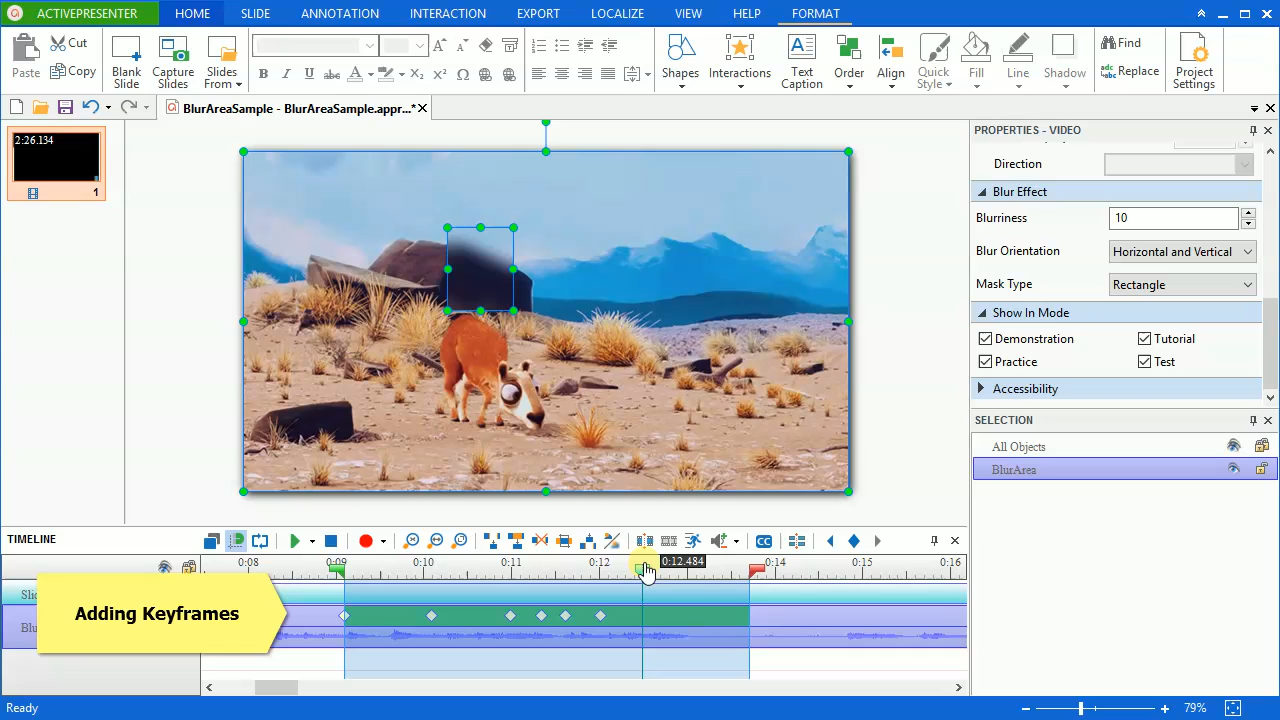 ACTIVEPRESENTER HOME SLIDE ANNOTATION INTERACTION EXPORT LOCALIZE VIEW HELP FORMAT
Paste
Cut
Copy
Blank Slide
Capture Slides
Slides From
Shapes
Interactions
Text Caption
Order
Align
Quick Style
Fill
Line
Shadow
Find
Replace
Project Settings
BlurAreaSample - BlurAreaSample.appr...*
2:26.134
1
PROPERTIES - VIDEO
Direction
Blur Effect
Blurriness 10
Blur Orientation Horizontal and Vertical
Mask Type Rectangle
Show In Mode
Demonstration Tutorial
Practice Test
Accessibility
SELECTION
All Objects
BlurArea
TIMELINE
CC
0:08 0:09 0:10 0:11 0:12 0:12.484 0:14 0:15 0:16
Adding Keyframes
Ready
79%